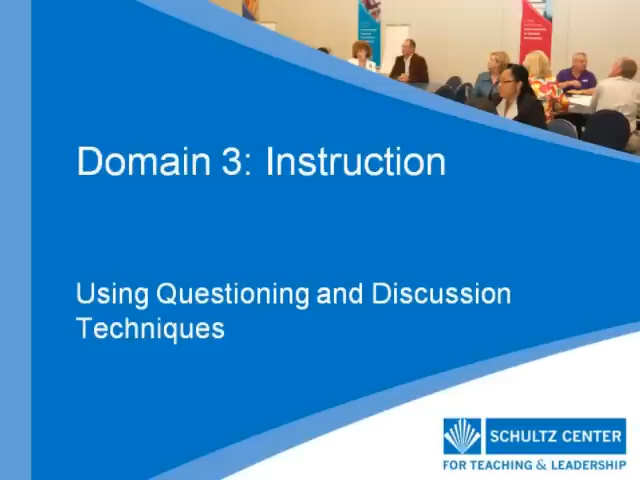 Domain 3: Instruction
Using Questioning and Discussion
Techniques
SCHULTZ CENTER
FOR TEACHING & LEADERSHIP